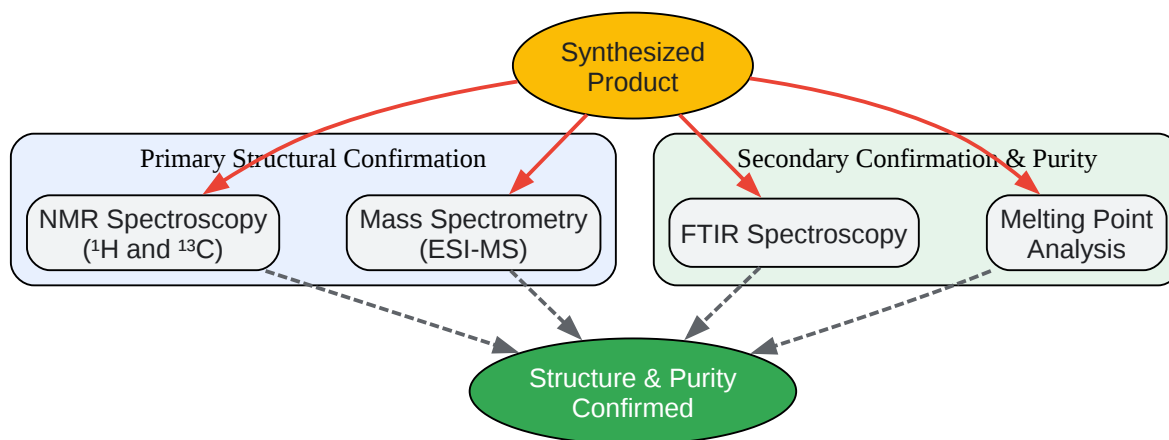 Synthesized
Product
Primary Structural Confirmation
Secondary Confirmation & Purity
NMR Spectroscopy
(¹H and ¹³C)
Mass Spectrometry
(ESI-MS)
FTIR Spectroscopy
Melting Point
Analysis
Structure & Purity
Confirmed